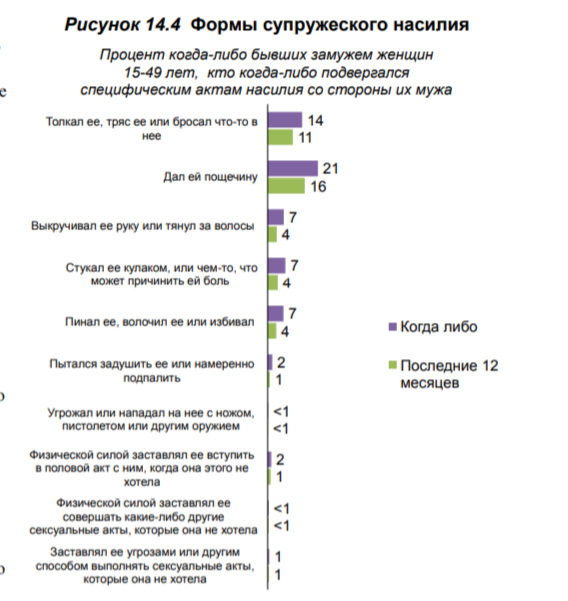 Рисунок 14.4 Формы супружеского насилия
Процент когда-либо бывших замужем женщин
15-49 лет, кто когда-либо подвергался
специфическим актам насилия со стороны их мужа
е
Толкал ее, тряс ее или бросал что-то в
нее
14
11
Дал ей пощечину
21
16
Выкручивал ее руку или тянул за волосы
7
4
Стукал ее кулаком, или чем-то, что
может причинить ей боль
7
4
Пинал ее, волочил ее или избивал
7
4
Когда либо
Последние 12
месяцев
Пытался задушить ее или намеренно
подпалить
2
1
Угрожал или нападал на нее с ножом,
пистолетом или другим оружием
<1
<1
Физической силой заставлял ее вступить
в половой акт с ним, когда она этого не
хотела
2
1
Физической силой заставлял ее
совершать какие-либо другие
сексуальные акты, которые она не хотела
<1
<1
Заставлял ее угрозами или другим
способом выполнять сексуальные акты,
которые она не хотела
1
1